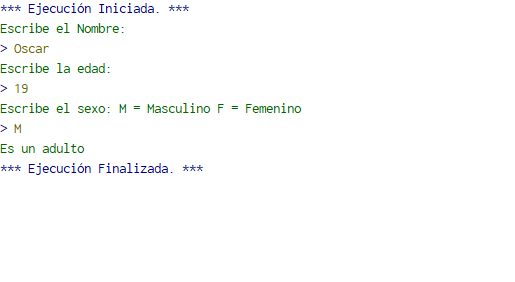 *** Ejecución Iniciada. ***
Escribe el Nombre:
> Oscar
Escribe la edad:
> 19
Escribe el sexo: M = Masculino F = Femenino
> M
Es un adulto
*** Ejecución Finalizada. ***